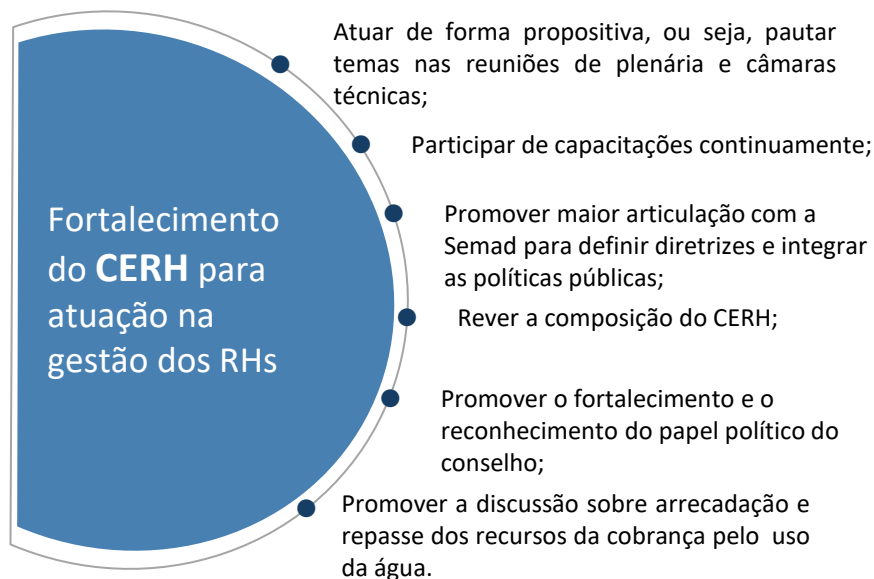 Fortalecimento
do CERH para
atuação na
gestão dos RHs
Atuar de forma propositiva, ou seja, pautar
temas nas reuniões de plenária e câmaras
técnicas;
Participar de capacitações continuamente;
Promover maior articulação com a
Semad para definir diretrizes e integrar
as políticas públicas;
Rever a composição do CERH;
Promover o fortalecimento e o
reconhecimento do papel político do
conselho;
Promover a discussão sobre arrecadação e
repasse dos recursos da cobrança pelo uso
da água.